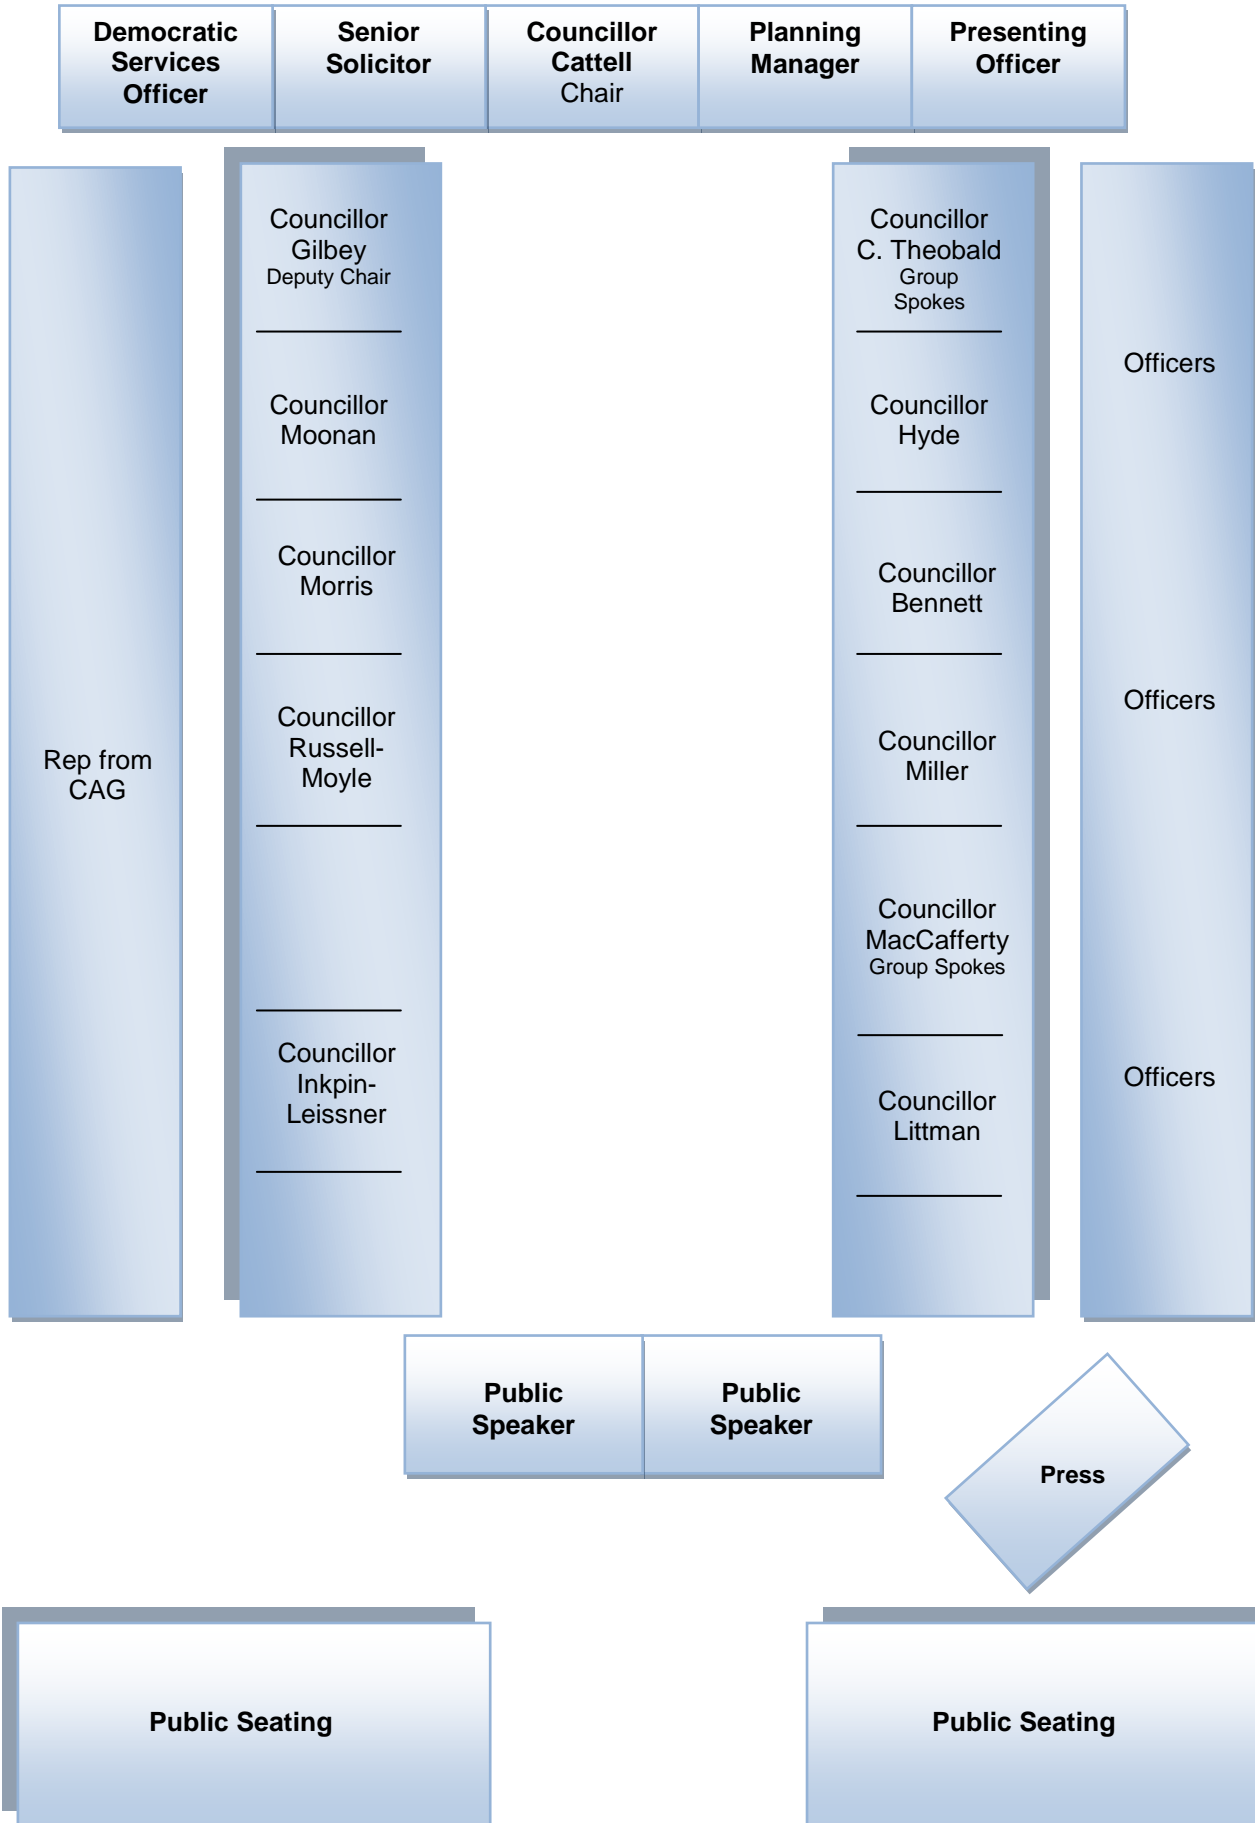 Democratic
Services
Officer
Senior
Solicitor
Councillor
Cattell
Chair
Planning
Manager
Presenting
Officer
Rep from
CAG
Councillor
Gilbey
Deputy Chair
Councillor
Moonan
Councillor
Morris
Councillor
Russell-
Moyle
Councillor
Inkpin-
Leissner
Councillor
C. Theobald
Group
Spokes
Councillor
Hyde
Councillor
Bennett
Councillor
Miller
Councillor
MacCafferty
Group Spokes
Councillor
Littman
Officers
Officers
Officers
Public
Speaker
Public
Speaker
Press
Public Seating
Public Seating